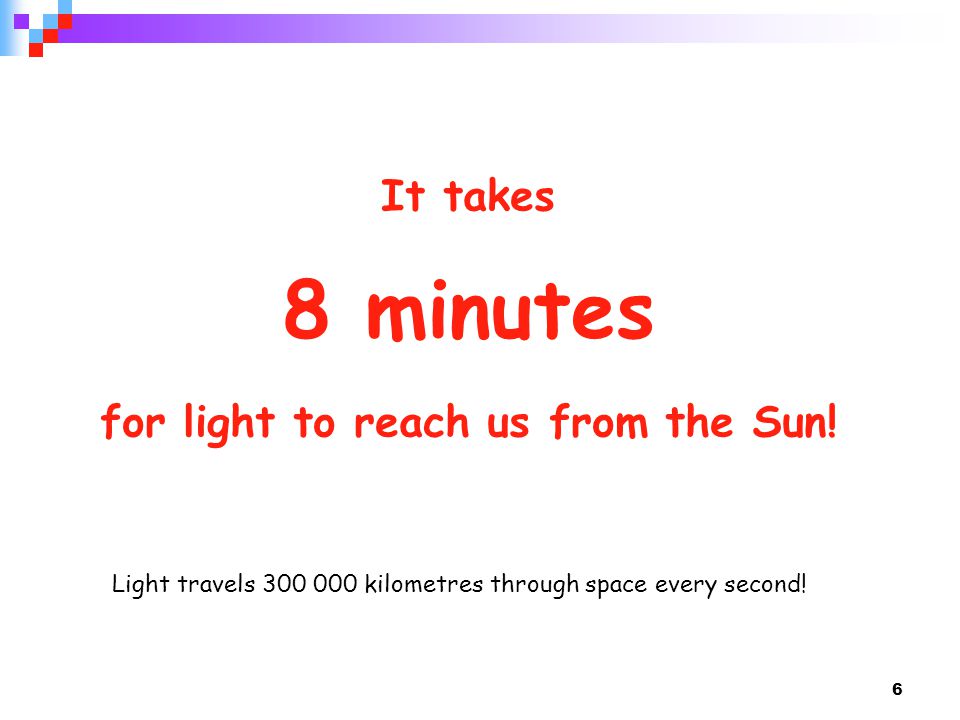 It takes
8 minutes
for light to reach us from the Sun!
Light travels 300 000 kilometres through space every second!
6